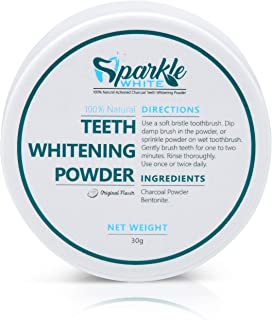 Sparkle
WHITE
100% Natural Activated Charcoal Teeth Whitening Powder
100% Natural
TEETH
WHITENING
POWDER
Original Flavor
DIRECTIONS
Use a soft bristle toothbrush. Dip
damp brush in the powder, or
sprinkle powder on wet toothbrush.
Gently brush teeth for one to two
minutes. Rinse thoroughly.
Use once or twice daily.
INGREDIENTS
Charcoal Powder
Bentonite.
NET WEIGHT
30g